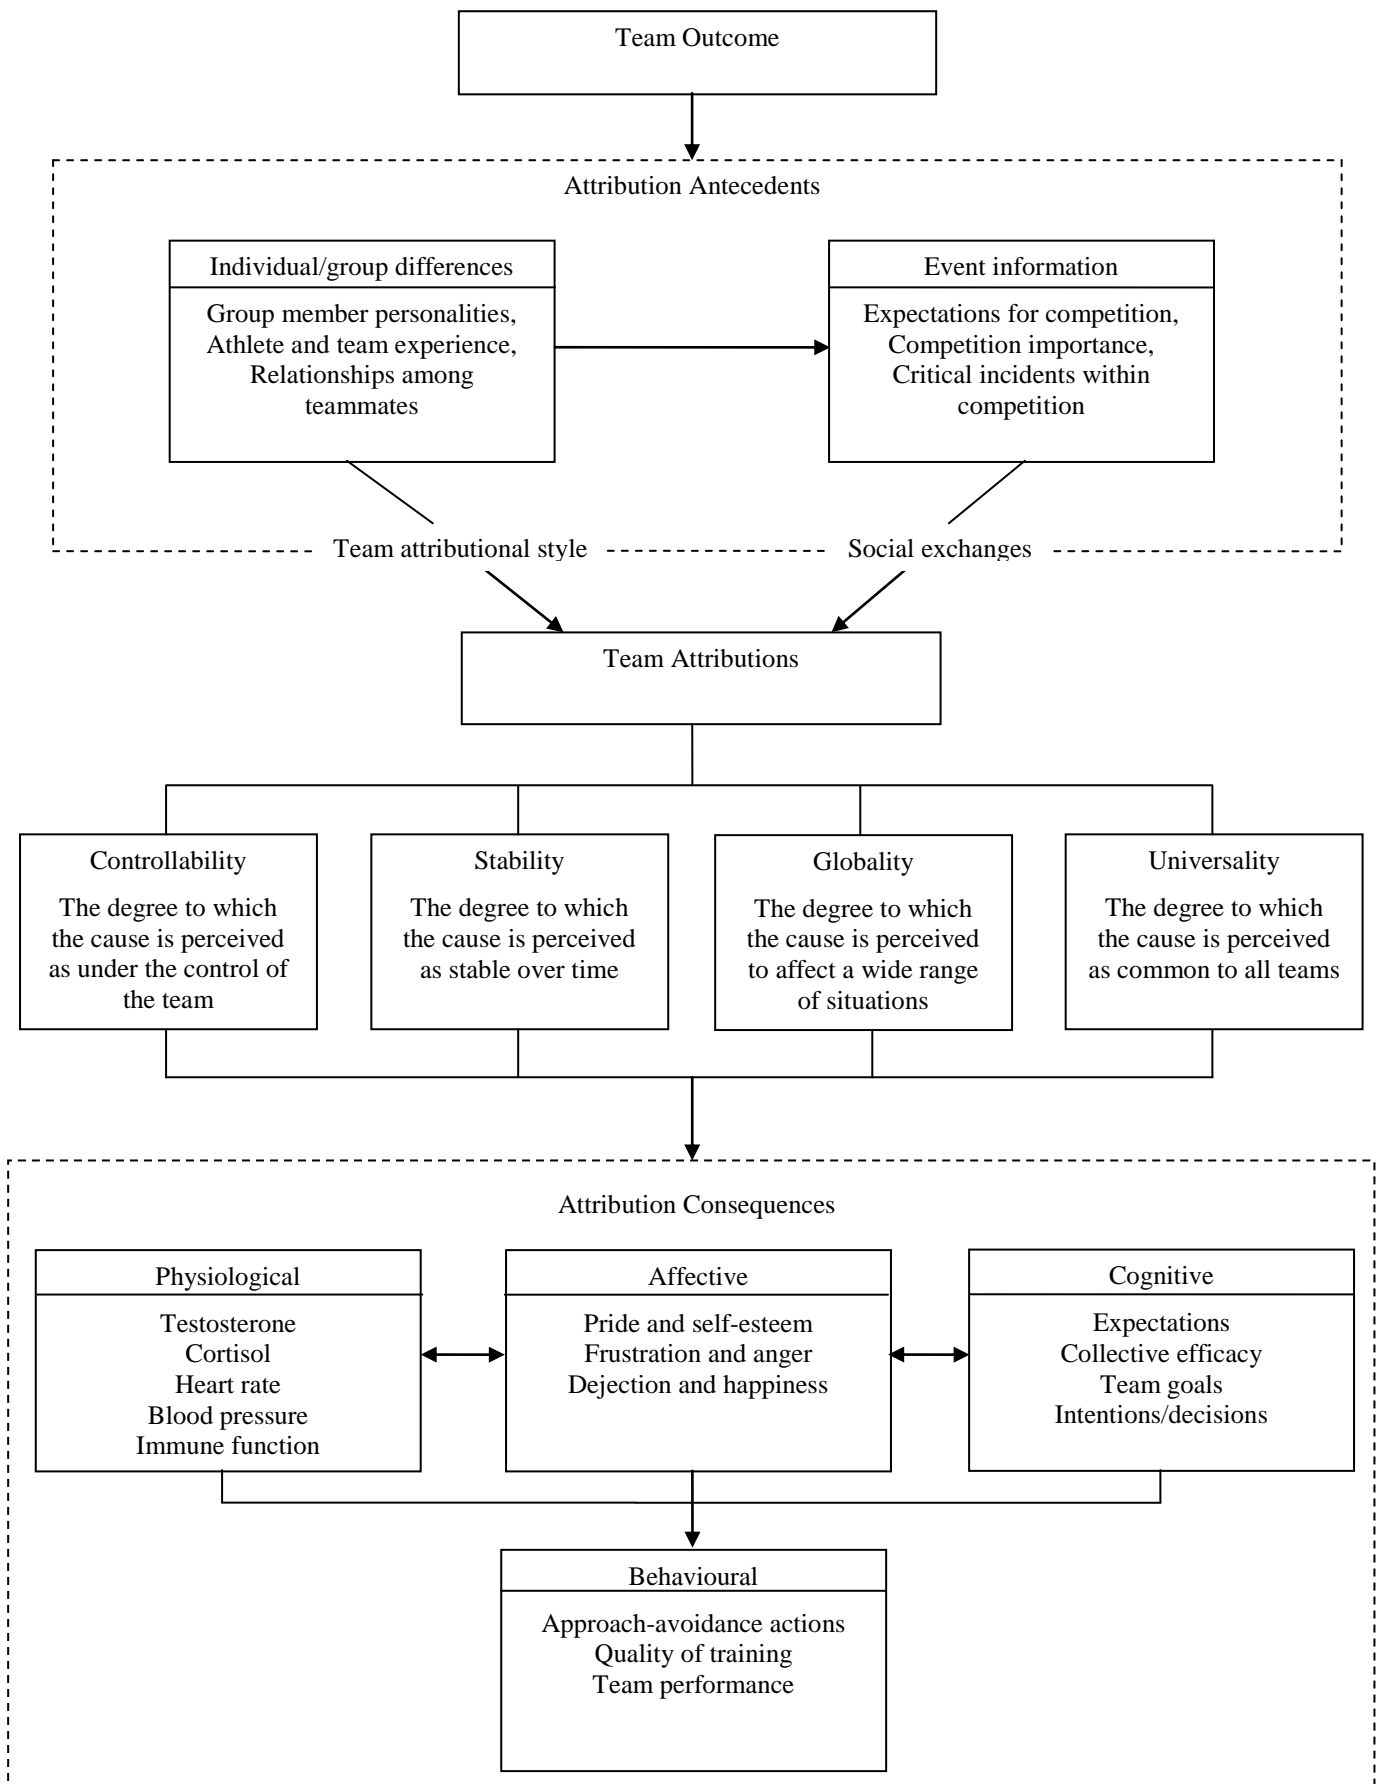 Team Outcome
Attribution Antecedents
Individual/group differences
Group member personalities,
Athlete and team experience,
Relationships among
teammates
Event information
Expectations for competition,
Competition importance,
Critical incidents within
competition
Team attributional style
Social exchanges
Team Attributions
Controllability
The degree to which
the cause is perceived
as under the control of
the team
Stability
The degree to which
the cause is perceived
as stable over time
Globality
The degree to which
the cause is perceived
to affect a wide range
of situations
Universality
The degree to which
the cause is perceived
as common to all teams
Attribution Consequences
Physiological
Testosterone
Cortisol
Heart rate
Blood pressure
Immune function
Affective
Pride and self-esteem
Frustration and anger
Dejection and happiness
Cognitive
Expectations
Collective efficacy
Team goals
Intentions/decisions
Behavioural
Approach-avoidance actions
Quality of training
Team performance